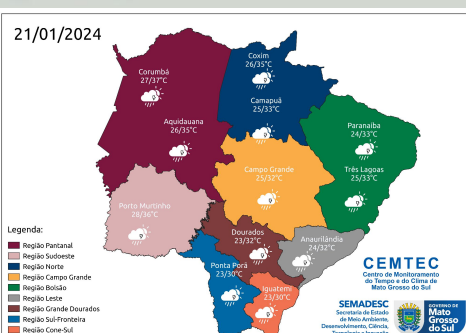 21/01/2024
Coxim
26/35°C
Corumbá
27/37°C
Camapuã
25/33°C
Aquidauana
26/35°C
Paranaíba
24/33°C
Campo Grande
25/32°C
Três Lagoas
25/33°C
Porto Murtinho
28/36°C
Dourados
23/32°C
Anaurilândia
24/32°C
Ponta Porã
23/30°C
Iguatemi
23/30°C
Legenda:
Região Pantanal
Região Sudoeste
Região Norte
Região Campo Grande
Região Bolsão
Região Leste
Região Grande Dourados
Região Sul-Fronteira
Região Cone-Sul
CEMTEC
Centro de Monitoramento
do Tempo e do Clima de
Mato Grosso do Sul
SEMADESC
Secretaria de Estado
de Meio Ambiente,
Desenvolvimento, Ciência,
GOVERNO DE
Mato
Grosso
do Sul